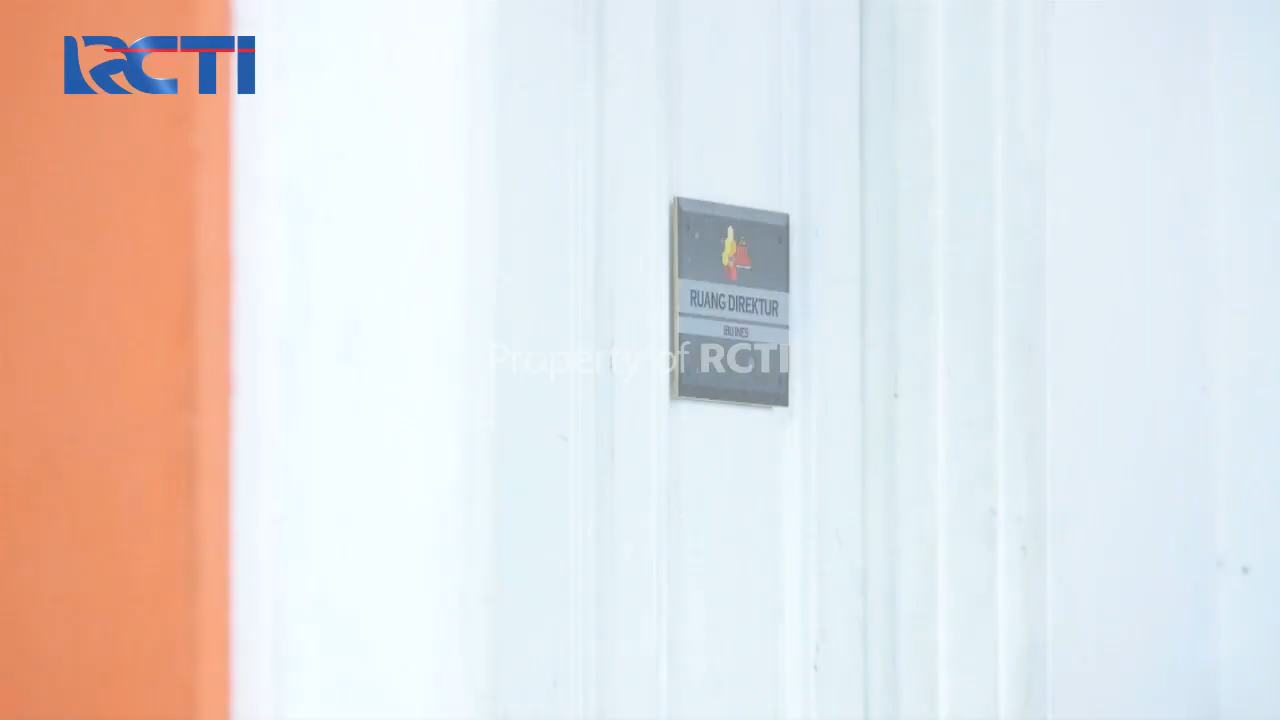 RCTI
RUANG DIREKTUR
IBU INES
Property of RCTI